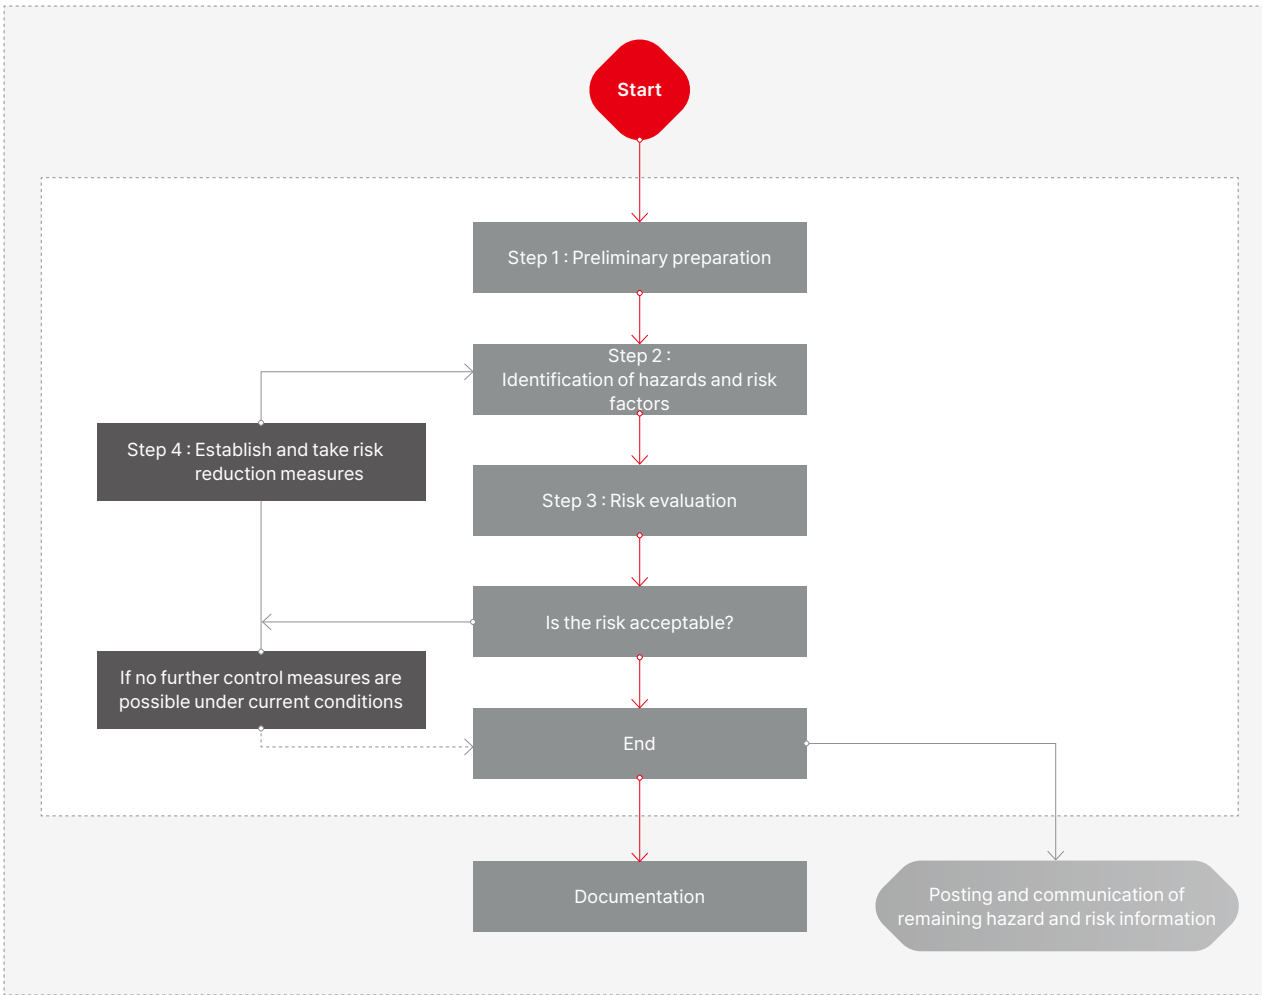 Start
Step 1 : Preliminary preparation
Step 2 :
Identification of hazards and risk
factors
Step 4 : Establish and take risk
reduction measures
Step 3 : Risk evaluation
Is the risk acceptable?
If no further control measures are
possible under current conditions
End
Documentation
Posting and communication of
remaining hazard and risk information